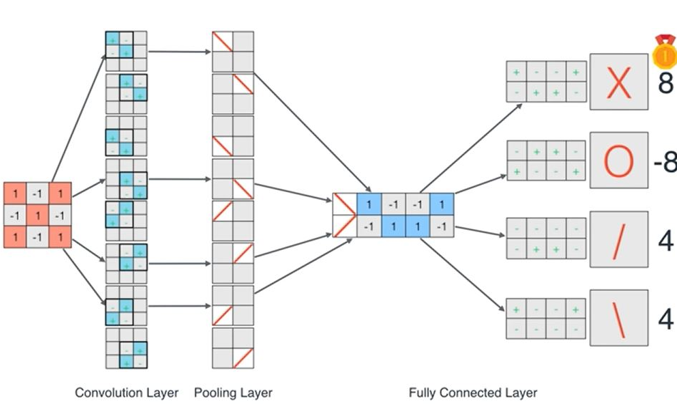 1 -1 1
-1 1 -1
1 -1 1
1 -1 -1 1
-1 1 1 -1
+ - - +
- + + -
X
1
8
- + + -
+ - - +
O
-8
- - - -
- + + -
/
4
+ - - +
- - - -
\
4
Convolution Layer
Pooling Layer
Fully Connected Layer